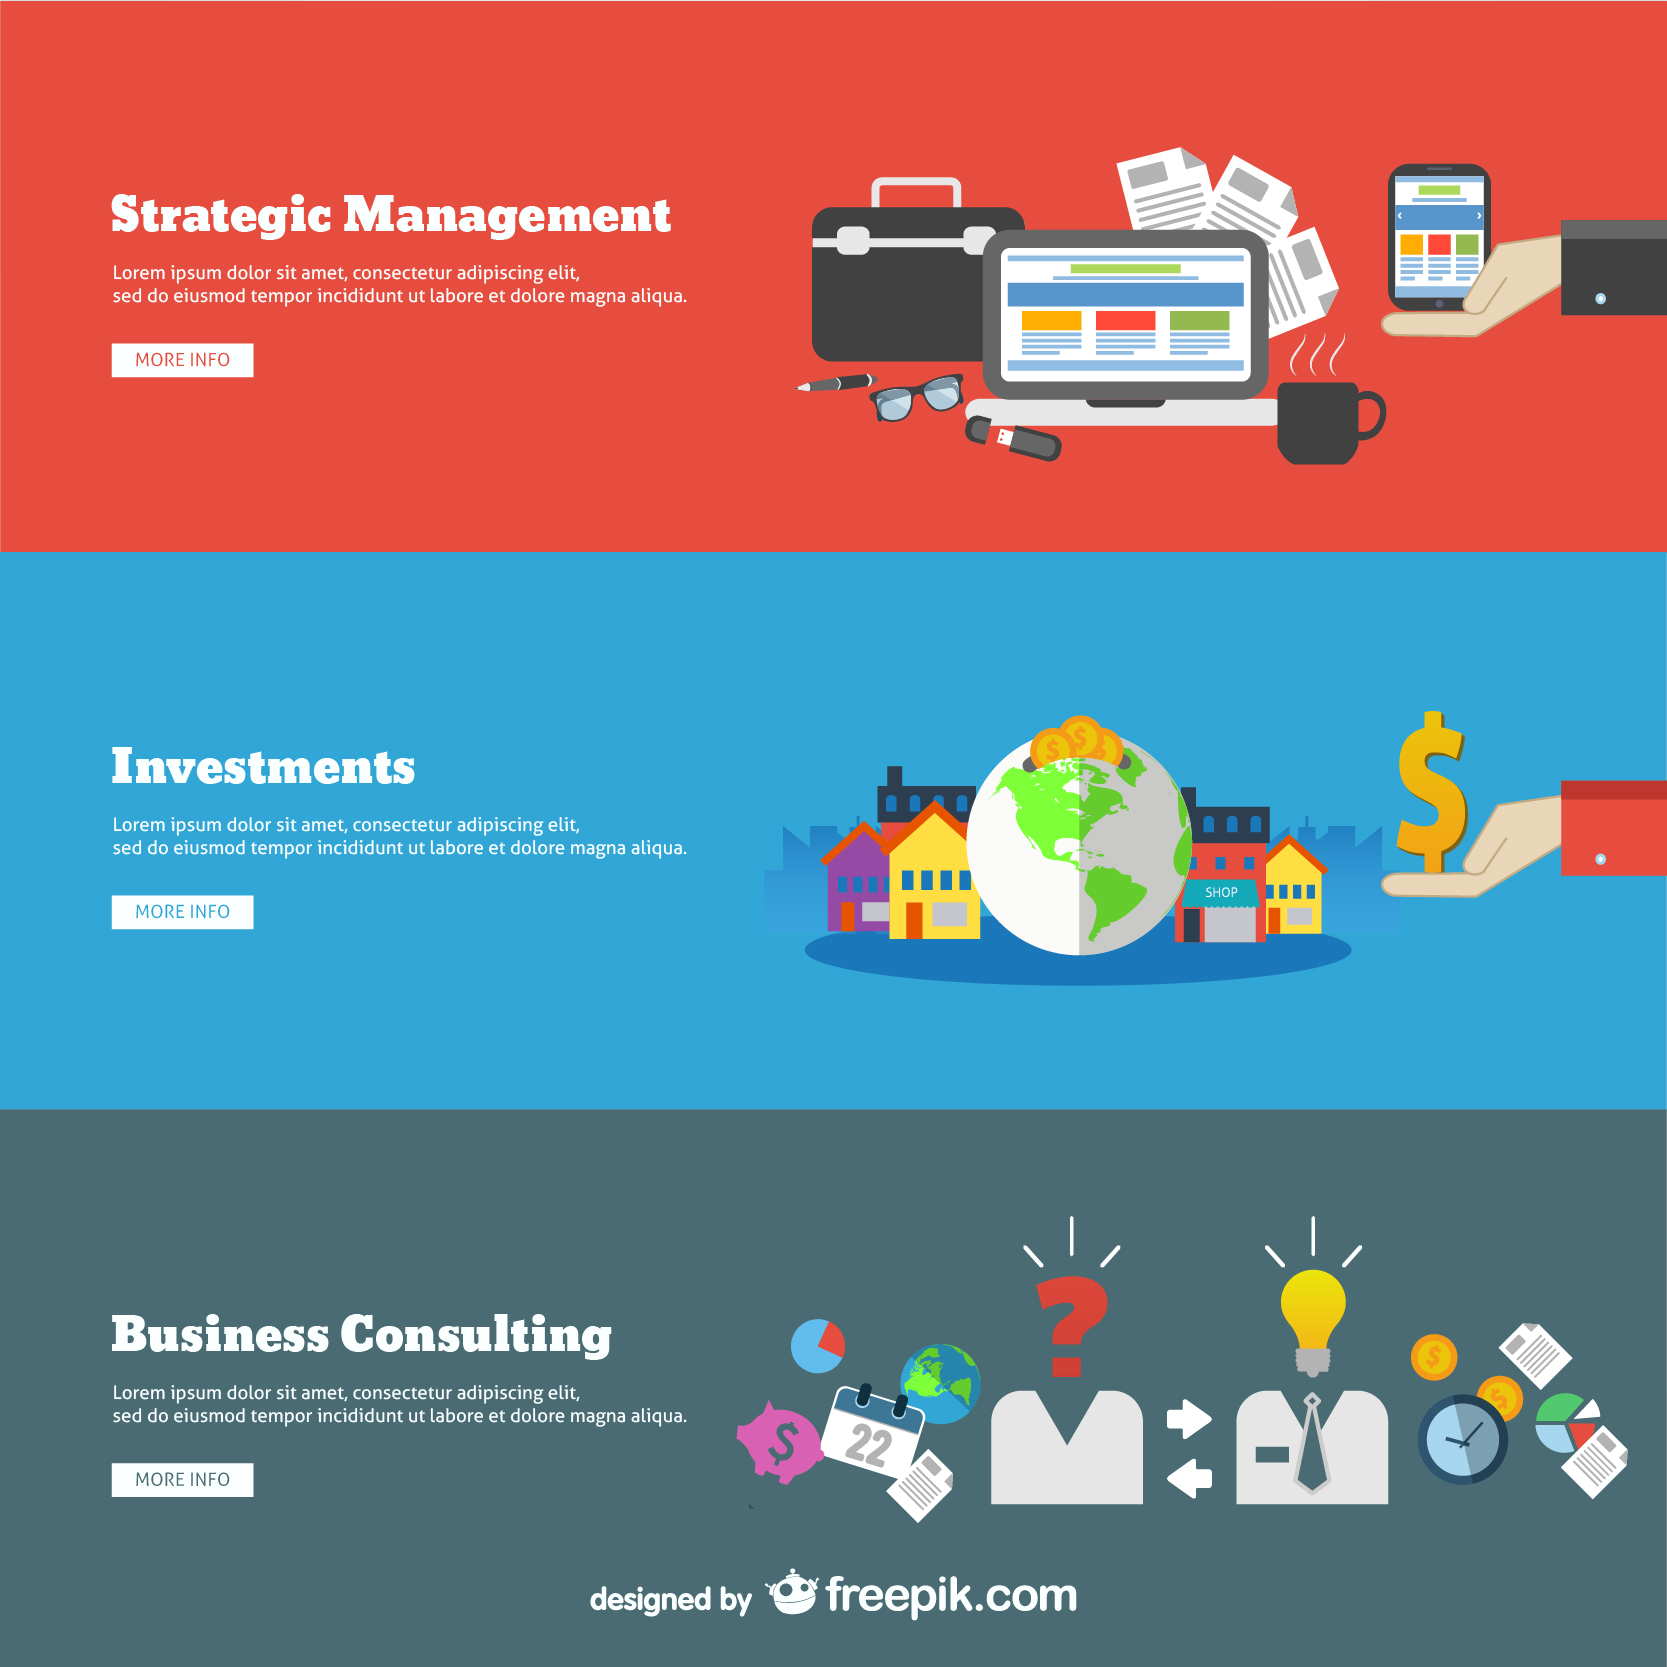 Strategic Management
Lorem ipsum dolor sit amet, consectetur adipiscing elit,
sed do eiusmod tempor incididunt ut labore et dolore magna aliqua.
MORE INFO
Investments
Lorem ipsum dolor sit amet, consectetur adipiscing elit,
sed do eiusmod tempor incididunt ut labore et dolore magna aliqua.
MORE INFO
$ $ $
$
SHOP
Business Consulting
Lorem ipsum dolor sit amet, consectetur adipiscing elit,
sed do eiusmod tempor incididunt ut labore et dolore magna aliqua.
MORE INFO
?
$
22
$
$
designed by freepik.com